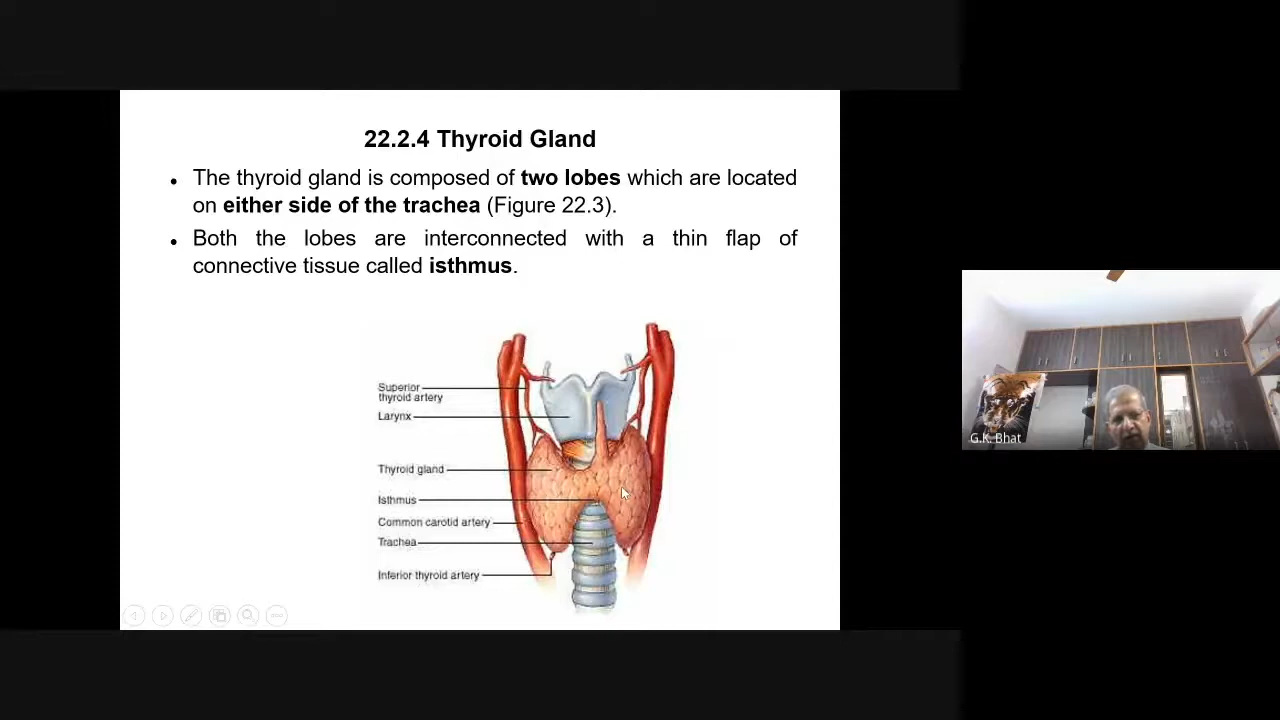 22.2.4 Thyroid Gland
• The thyroid gland is composed of two lobes which are located
on either side of the trachea (Figure 22.3).
• Both the lobes are interconnected with a thin flap of
connective tissue called isthmus.
Superior
thyroid artery
Larynx
Thyroid gland
Isthmus
Common carotid artery
Trachea
Inferior thyroid artery
G.K. Bhat